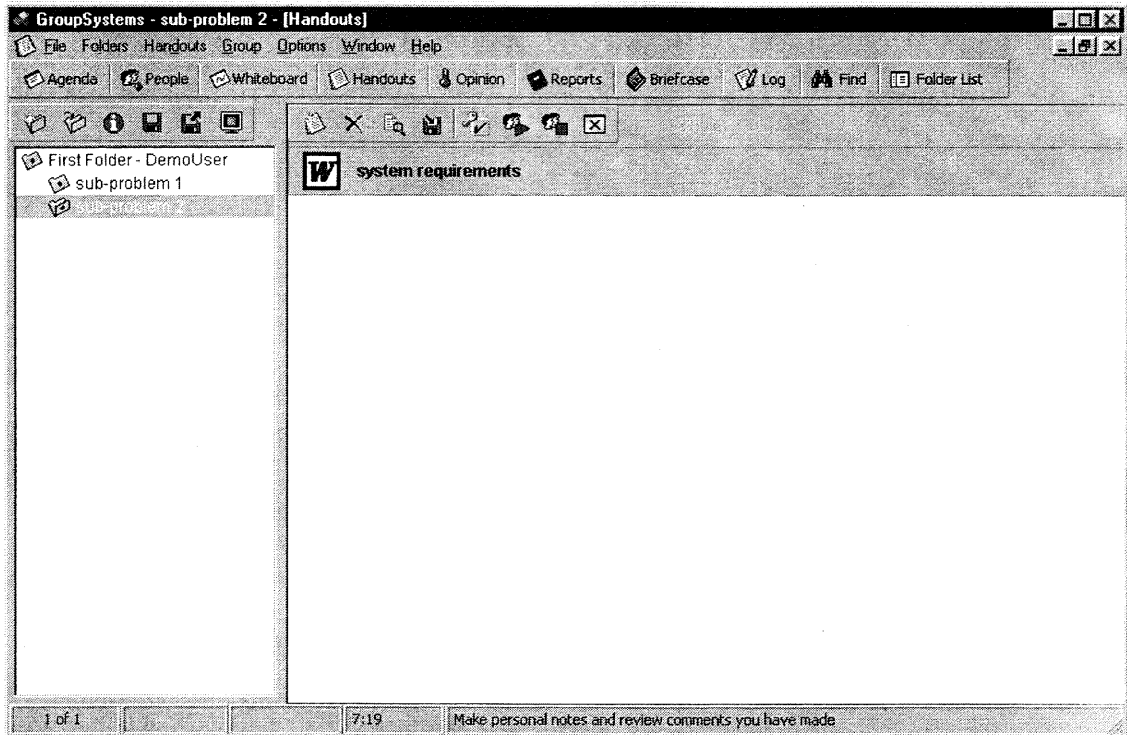 GroupSystems - sub-problem 2 - [Handouts]
File Folders Handouts Group Options Window Help
Agenda People Whiteboard Handouts Opinion Reports Briefcase Log Find Folder List
First Folder - DemoUser
sub-problem 1
sub-problem 2
W system requirements
1 of 1 7:19 Make personal notes and review comments you have made